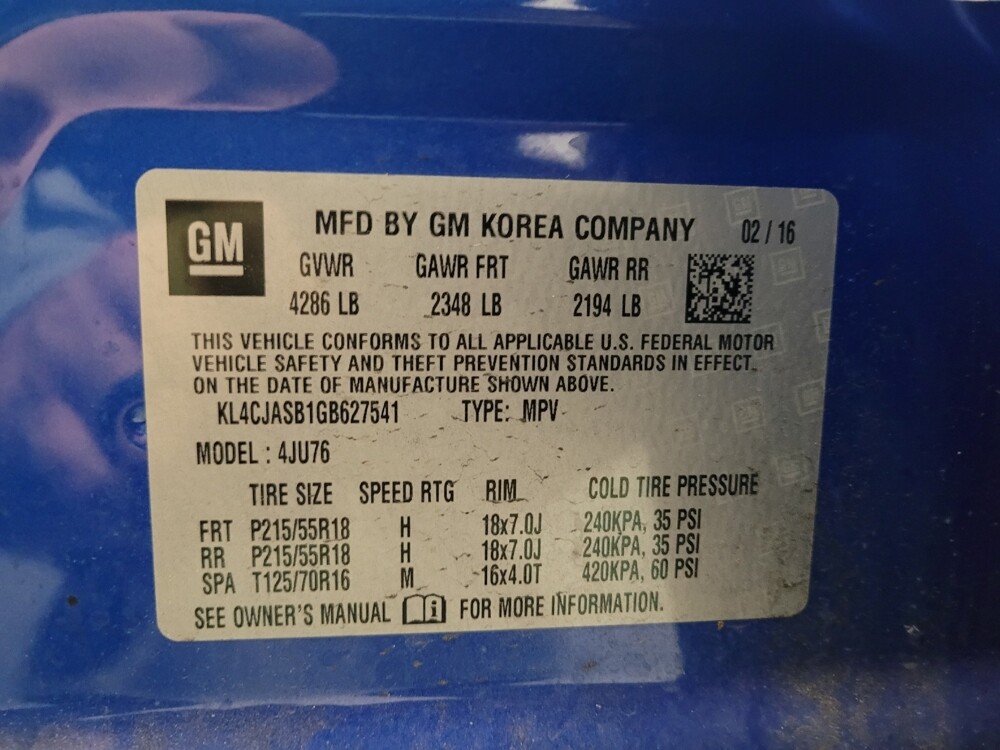 GM
MFD BY GM KOREA COMPANY 02 / 16
GVWR GAWR FRT GAWR RR
4286 LB 2348 LB 2194 LB
THIS VEHICLE CONFORMS TO ALL APPLICABLE U.S. FEDERAL MOTOR
VEHICLE SAFETY AND THEFT PREVENTION STANDARDS IN EFFECT
ON THE DATE OF MANUFACTURE SHOWN ABOVE.
KL4CJASB1GB627541 TYPE: MPV
MODEL : 4JU76
TIRE SIZE SPEED RTG RIM COLD TIRE PRESSURE
FRT P215/55R18 H 18x7.0J 240KPA, 35 PSI
RR P215/55R18 H 18x7.0J 240KPA, 35 PSI
SPA T125/70R16 M 16x4.0T 420KPA, 60 PSI
SEE OWNER'S MANUAL i FOR MORE INFORMATION.